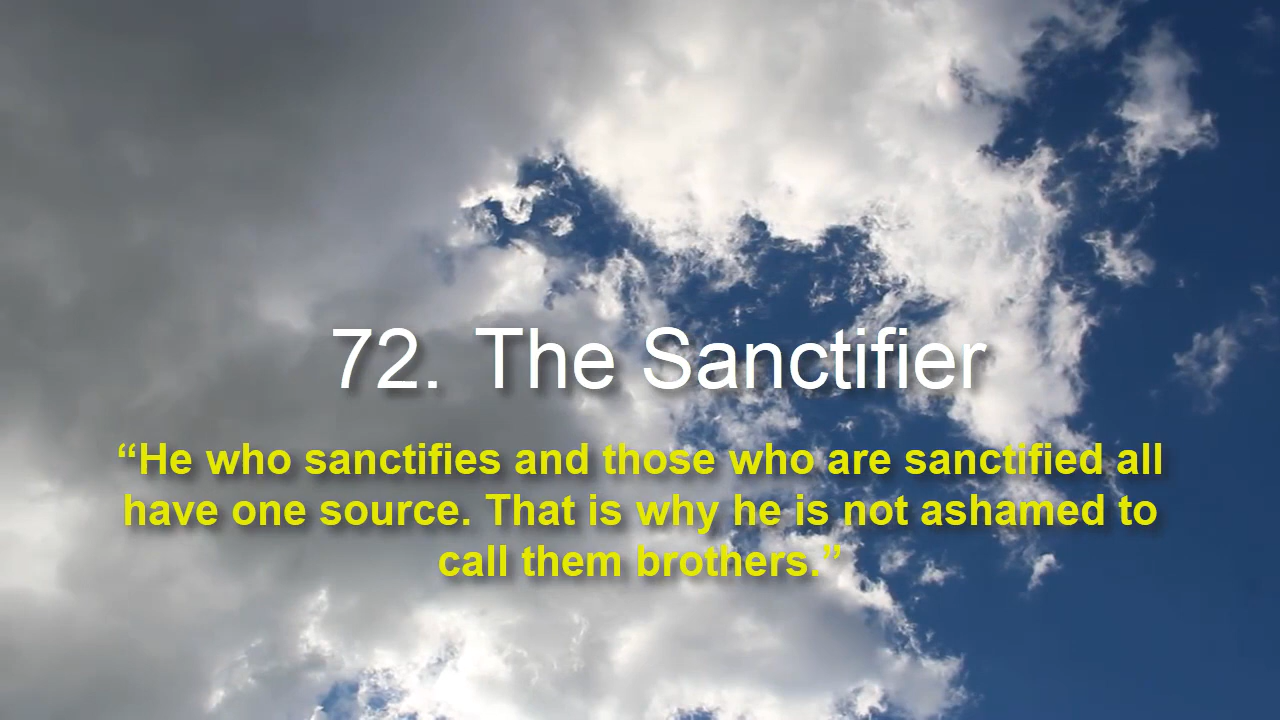 72. The Sanctifier
“He who sanctifies and those who are sanctified all
have one source. That is why he is not ashamed to
call them brothers.”